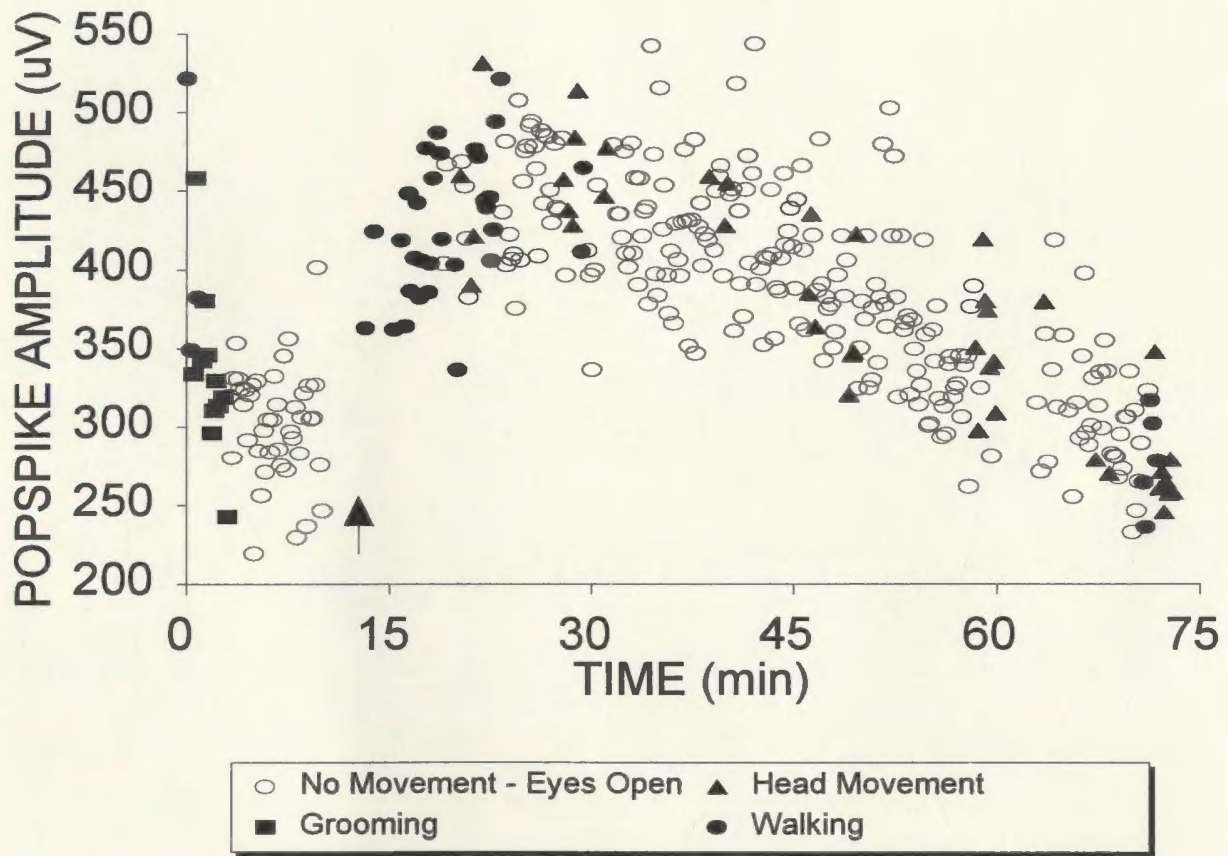 POPSPIKE AMPLITUDE (uV)
550
500
450
400
350
300
250
200
0 15 30 45 60 75
TIME (min)
No Movement - Eyes Open
Head Movement
Grooming
Walking